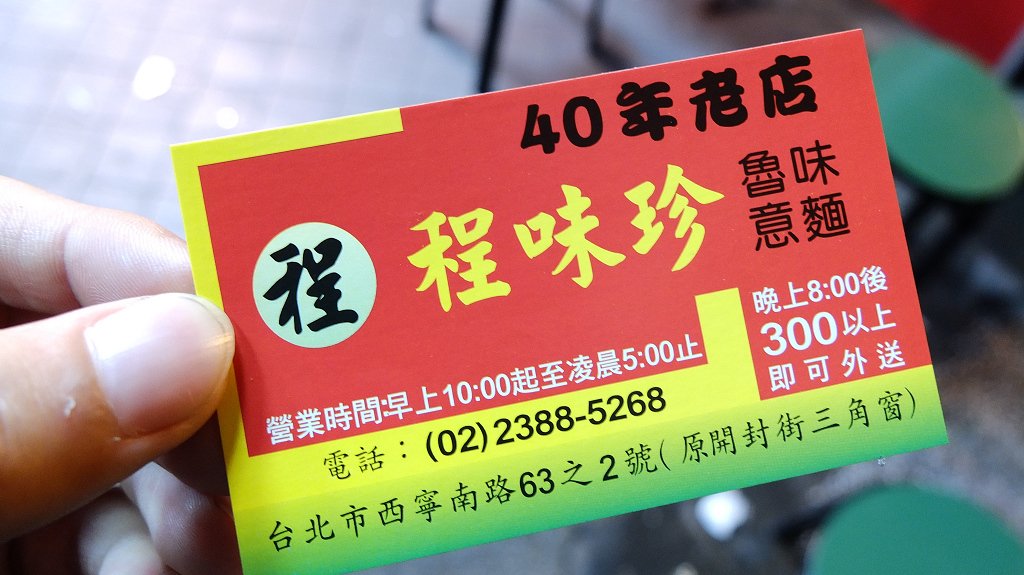 40年老店
程
程味珍
魯味
意麵
晚上8:00後
300以上
即可外送
營業時間:早上10:00起至凌晨5:00止
電話：(02)2388-5268
台北市西寧南路63之2號(原開封街三角窗)